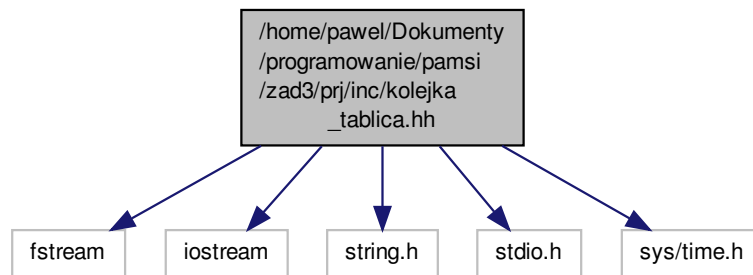 /home/pawel/Dokumenty
/programowanie/pamsi
/zad3/prj/inc/kolejka
_tablica.hh
fstream
iostream
string.h
stdio.h
sys/time.h